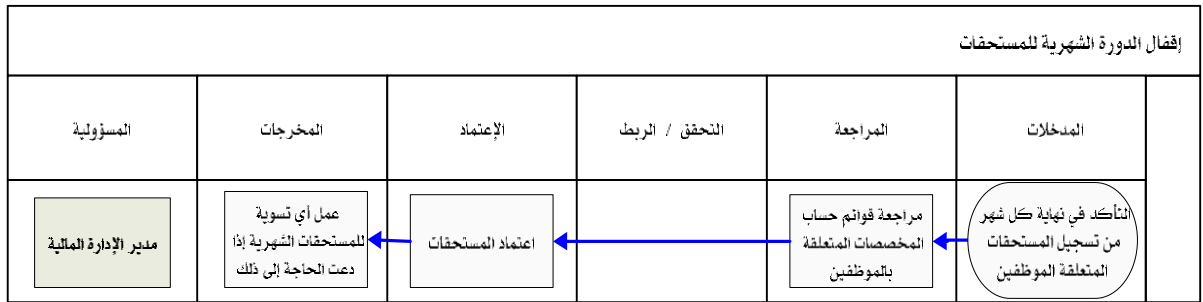 إقفال الدورة الشهرية للمستحقات
المدخلات
المراجعة
التحقق / الربط
الإعتماد
المخرجات
المسؤولية
التأكد في نهاية كل شهر
من تسجيل المستحقات
المتعلقة الموظفين
مراجعة قوائم حساب
المخصصات المتعلقة
بالموظفين
اعتماد المستحقات
عمل أي تسوية
للمستحقات الشهرية إذا
دعت الحاجة إلى ذلك
مدير الإدارة المالية